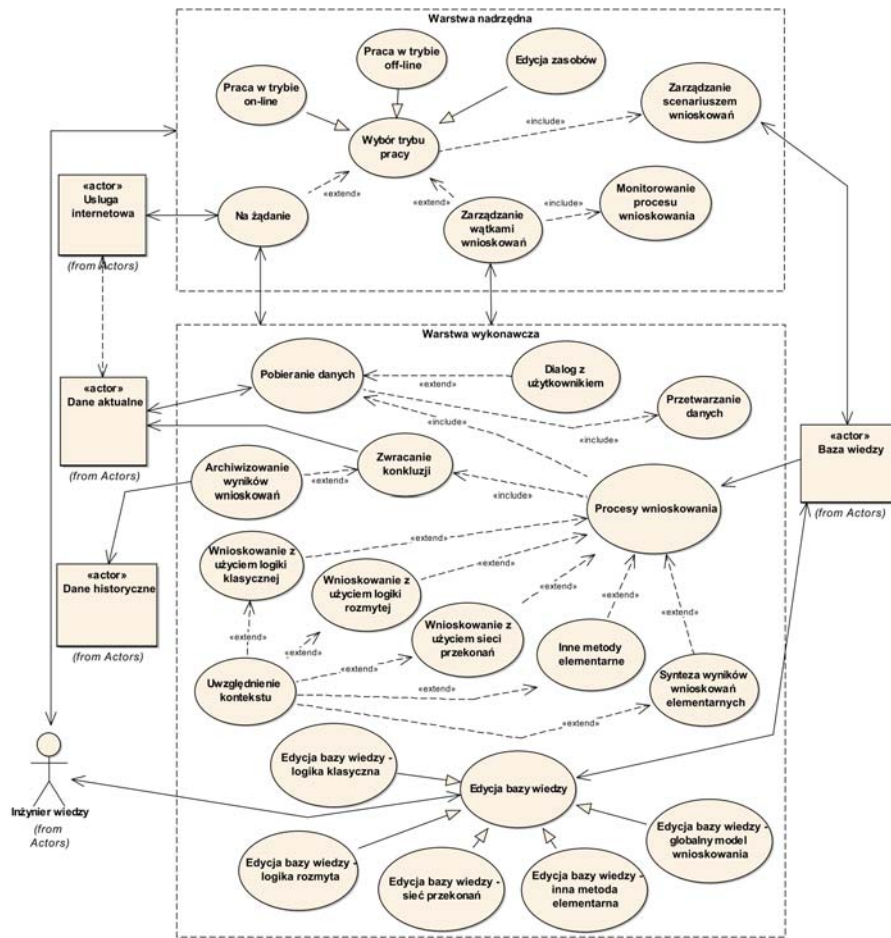 Warstwa nadrzędna
Praca w trybie
off-line
Edycja zasobów
Praca w trybie
on-line
Zarządzanie
scenariuszem
wnioskowań
«include»
Wybór trybu
pracy
«actor»
Usluga
internetowa
(from Actors)
Na żądanie
«extend»
«extend»
Zarządzanie
wątkami
wnioskowań
«include»
Monitorowanie
procesu
wnioskowania
Warstwa wykonawcza
Pobieranie danych
«extend»
Dialog z
użytkownikiem
Przetwarzanie
danych
«actor»
Dane aktualne
(from Actors)
«include»
«include»
«actor»
Baza wiedzy
(from Actors)
Archiwizowanie
wyników
wnioskowań
«extend»
Zwracanie
konkluzji
«include»
Procesy wnioskowania
«actor»
Dane historyczne
(from Actors)
Wnioskowanie z
użyciem logiki
klasycznej
«extend»
Wnioskowanie z
użyciem logiki
rozmytej
«extend»
«extend»
«extend»
«extend»
Wnioskowanie z
użyciem sieci
przekonań
Inne metody
elementarne
«extend»
«extend»
«extend»
Uwzględnienie
kontekstu
«extend»
«extend»
Synteza wyników
wnioskowań
elementarnych
Inżynier wiedzy
(from
Actors)
Edycja bazy wiedzy -
logika klasyczna
Edycja bazy wiedzy
Edycja bazy wiedzy -
globalny model
wnioskowania
Edycja bazy wiedzy -
logika rozmyta
Edycja bazy wiedzy -
sieć przekonań
Edycja bazy wiedzy -
inna metoda
elementarna